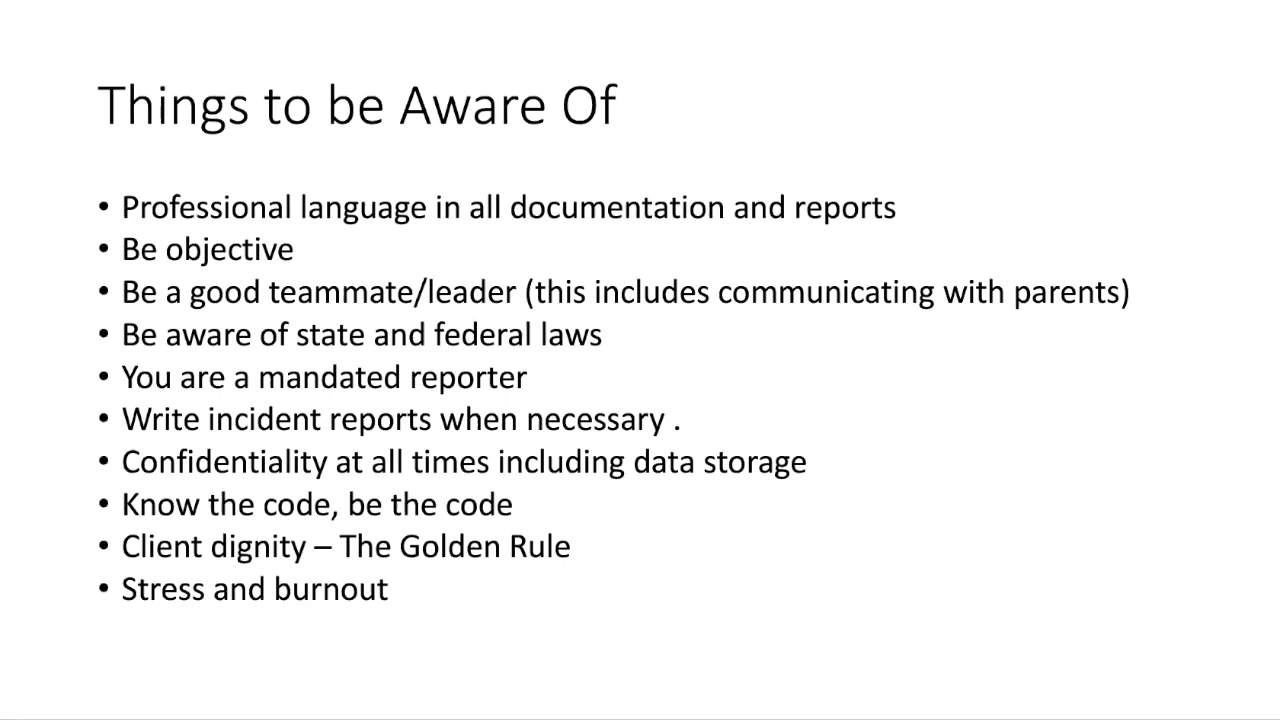 Things to be Aware Of
• Professional language in all documentation and reports
• Be objective
• Be a good teammate/leader (this includes communicating with parents)
• Be aware of state and federal laws
• You are a mandated reporter
• Write incident reports when necessary .
• Confidentiality at all times including data storage
• Know the code, be the code
• Client dignity – The Golden Rule
• Stress and burnout